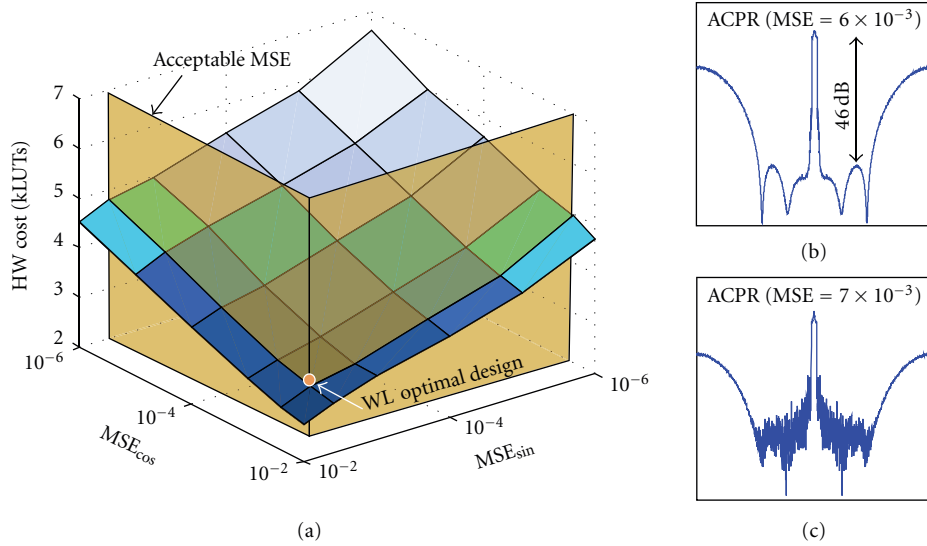 Acceptable MSE
7
6
5
4
3
2
HW cost (kLUTs)
10⁻⁶
10⁻⁴
10⁻²
MSE_cos
10⁻²
10⁻⁴
10⁻⁶
MSE_sin
WL optimal design
(a)
ACPR (MSE = 6 × 10⁻³)
46 dB
(b)
ACPR (MSE = 7 × 10⁻³)
(c)